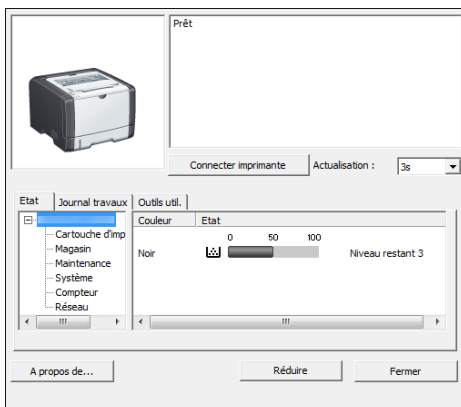 Prêt
Connecter imprimante Actualisation : 3s
Etat Journal travaux Outils util.
Couleur Etat
Cartouche d'imp
0 50 100
Magasin
Noir Niveau restant 3
Maintenance
Système
Compteur
Réseau
A propos de... Réduire Fermer